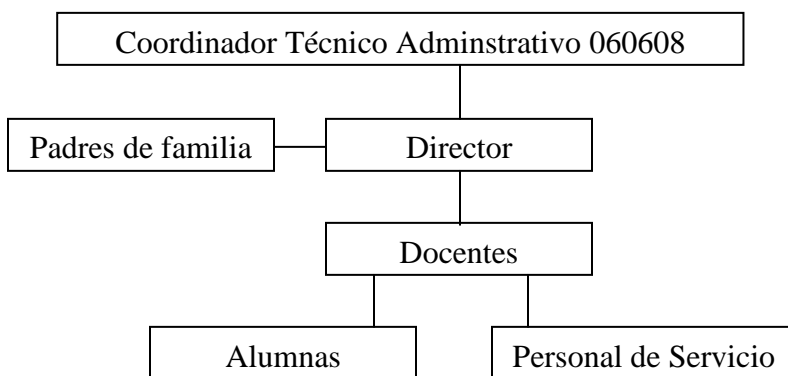 Coordinador Técnico Adminstrativo 060608
Padres de familia
Director
Docentes
Alumnas
Personal de Servicio